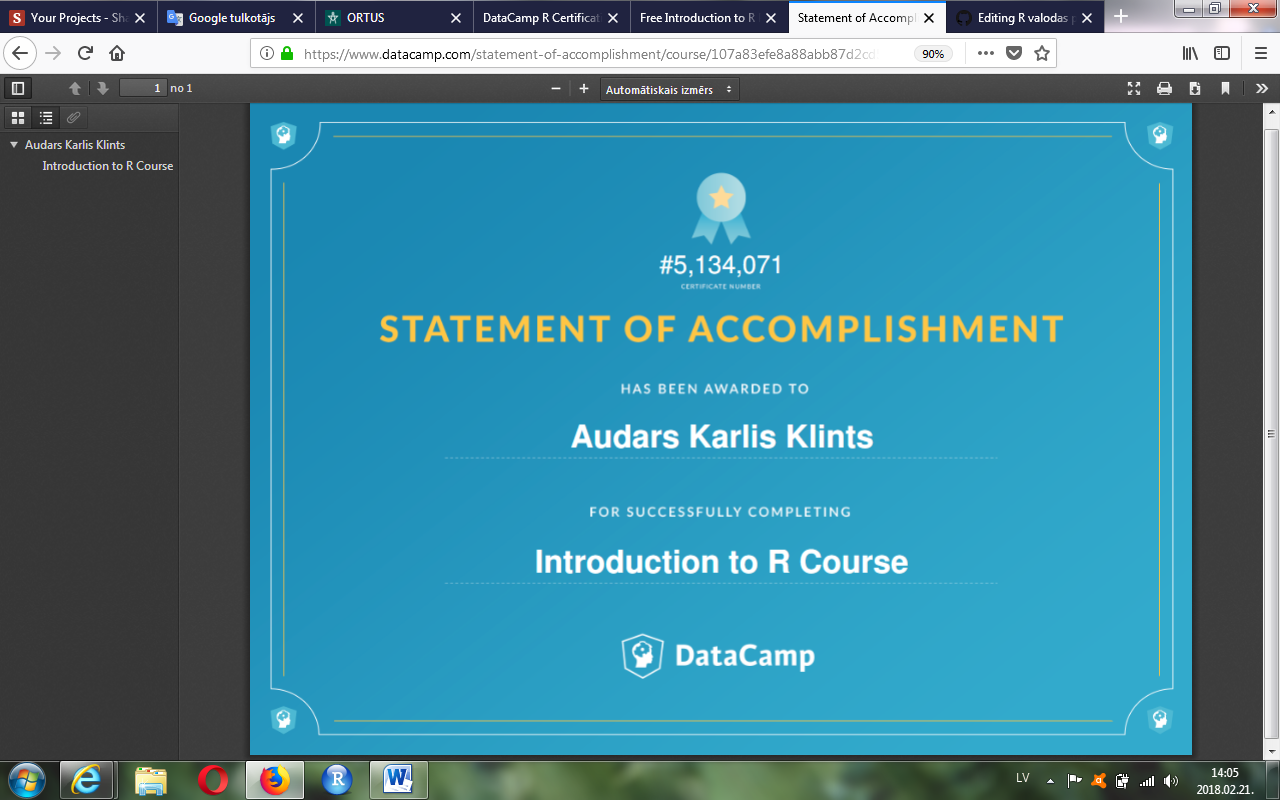 Your Projects - Sh
Google tulkotājs
ORTUS
DataCamp R Certificat
Free Introduction to R
Statement of Accompl
Editing R valodas
https://www.datacamp.com/statement-of-accomplishment/course/107a83efe8a88abb87d2cd
90%
1 no 1
Automātiskais izmērs
Audars Karlis Klints
Introduction to R Course
#5,134,071
CERTIFICATE NUMBER
STATEMENT OF ACCOMPLISHMENT
HAS BEEN AWARDED TO
Audars Karlis Klints
FOR SUCCESSFULLY COMPLETING
Introduction to R Course
DataCamp
LV
14:05
2018.02.21.